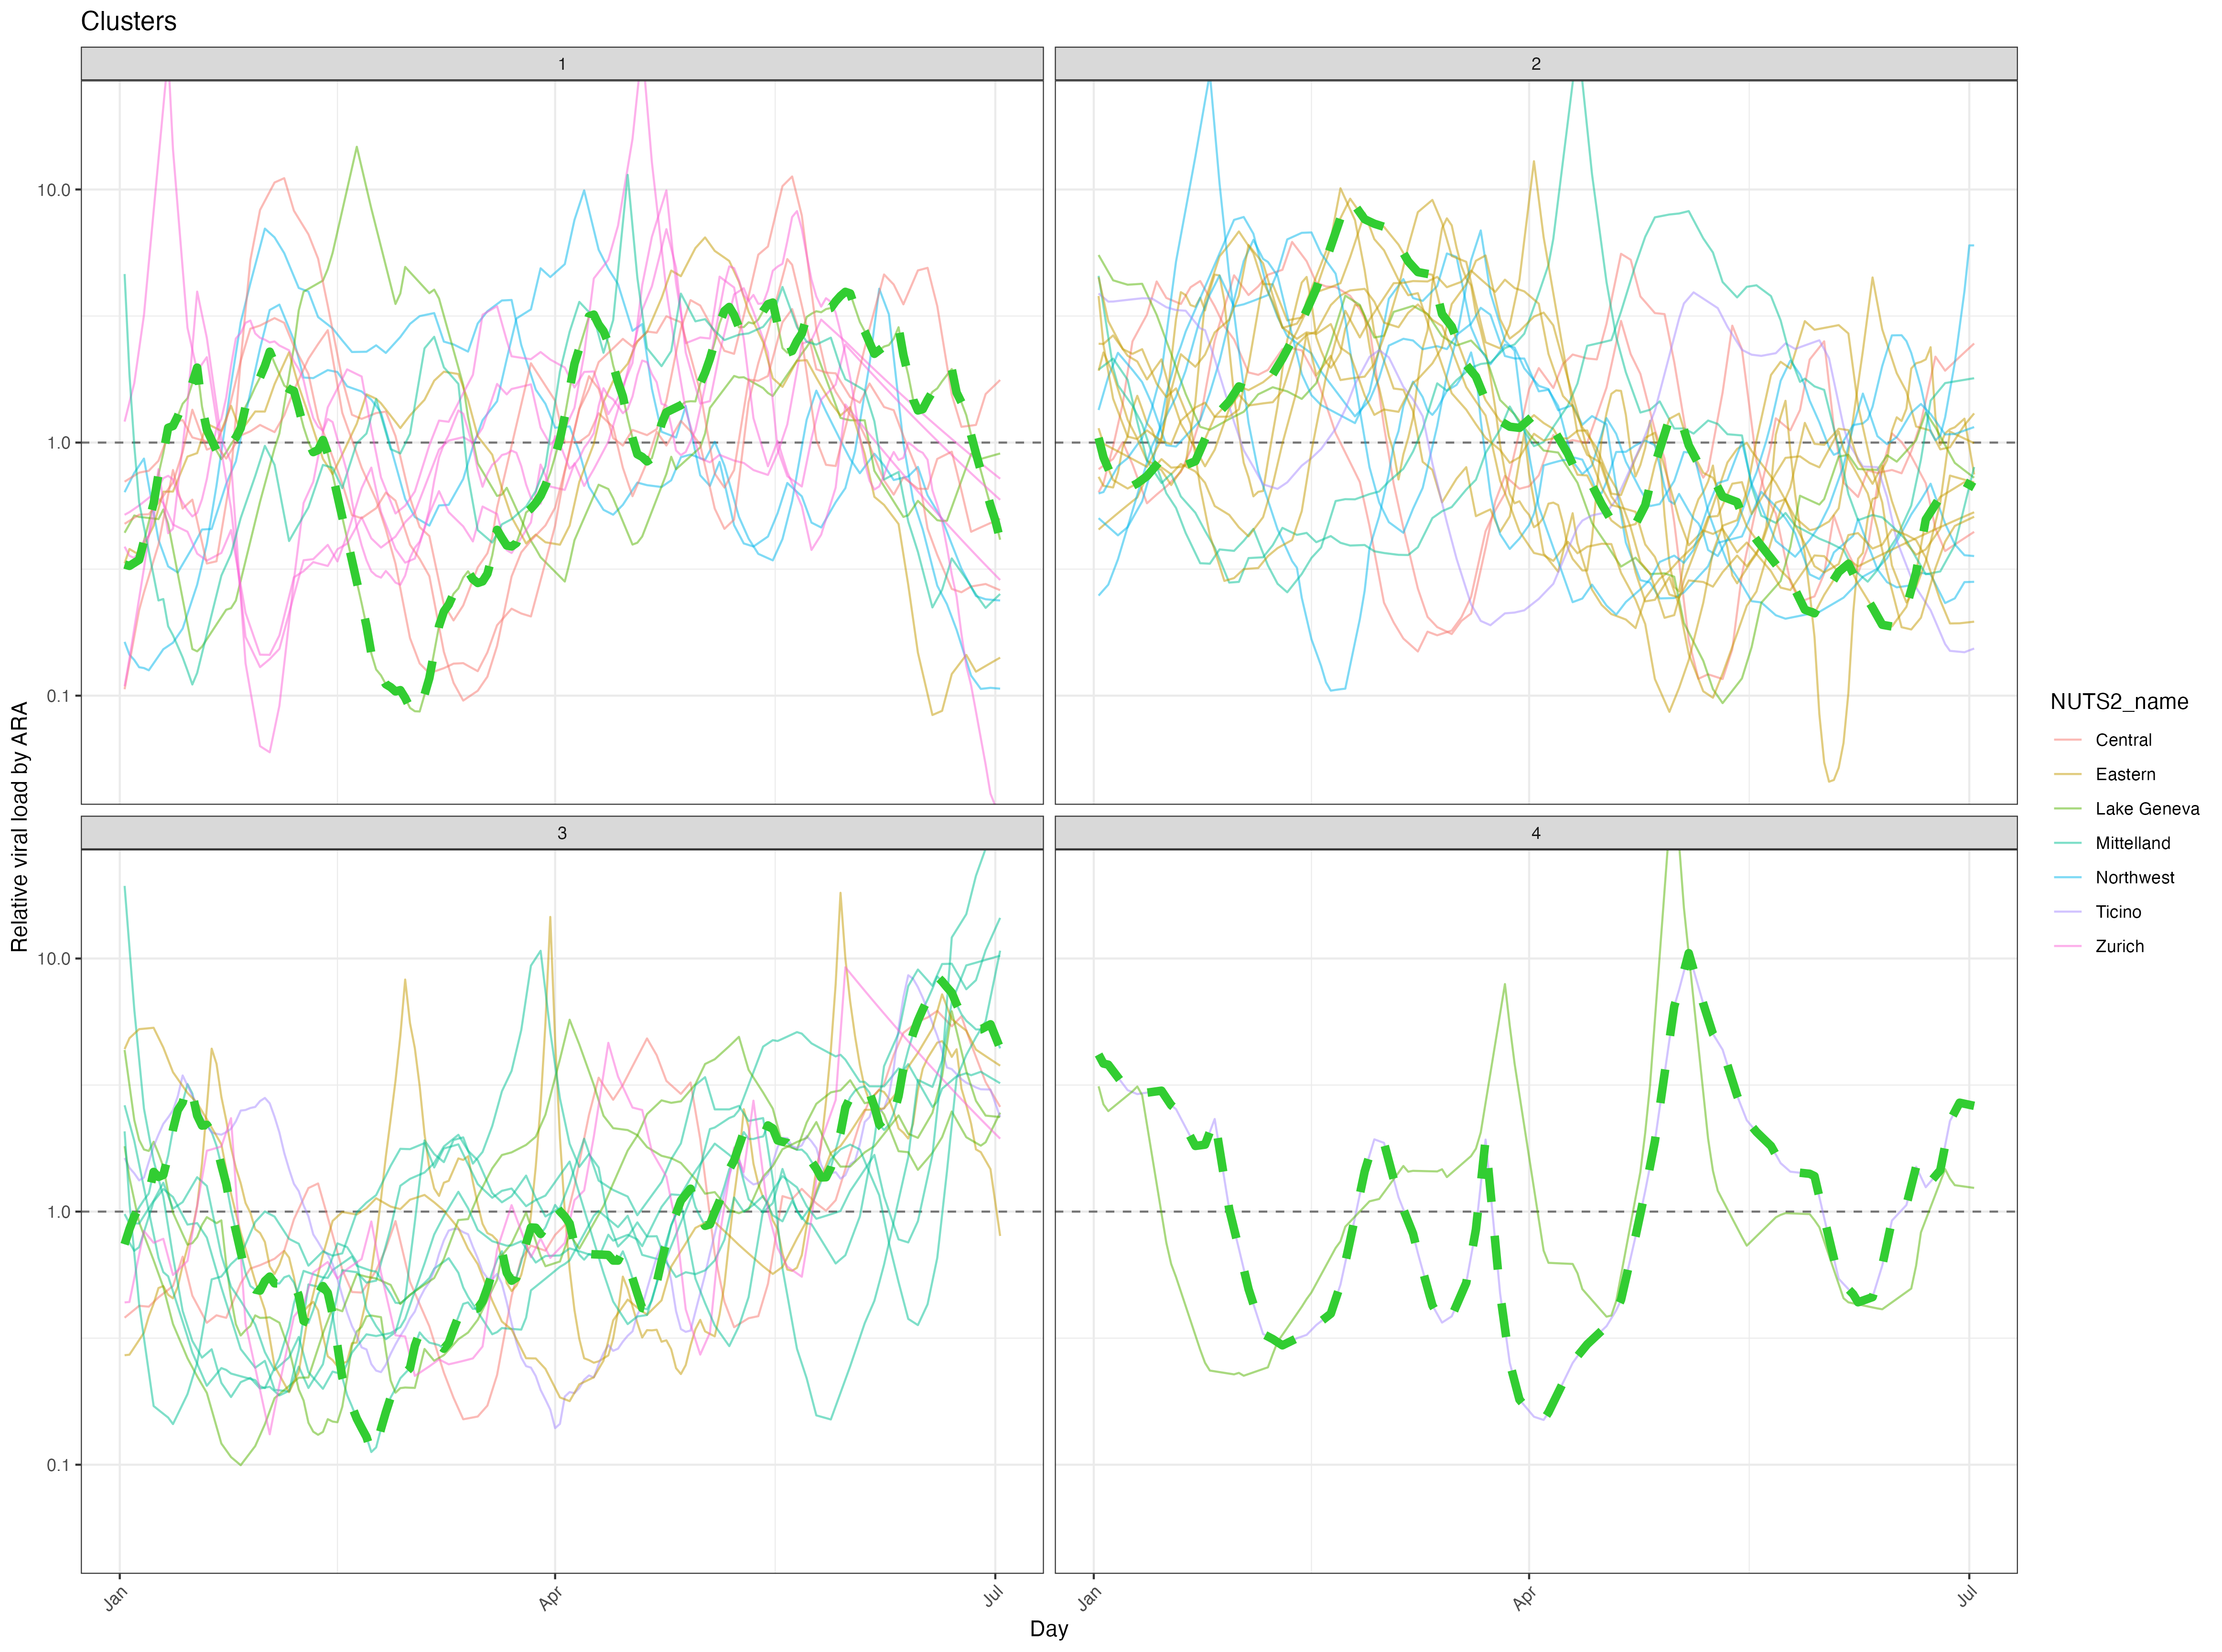 Clusters
1
2
10.0
1.0
0.1
3
4
10.0
1.0
0.1
Relative viral load by ARA
Jan
Apr
Jul
Jan
Apr
Jul
Day
NUTS2_name
Central
Eastern
Lake Geneva
Mittelland
Northwest
Ticino
Zurich